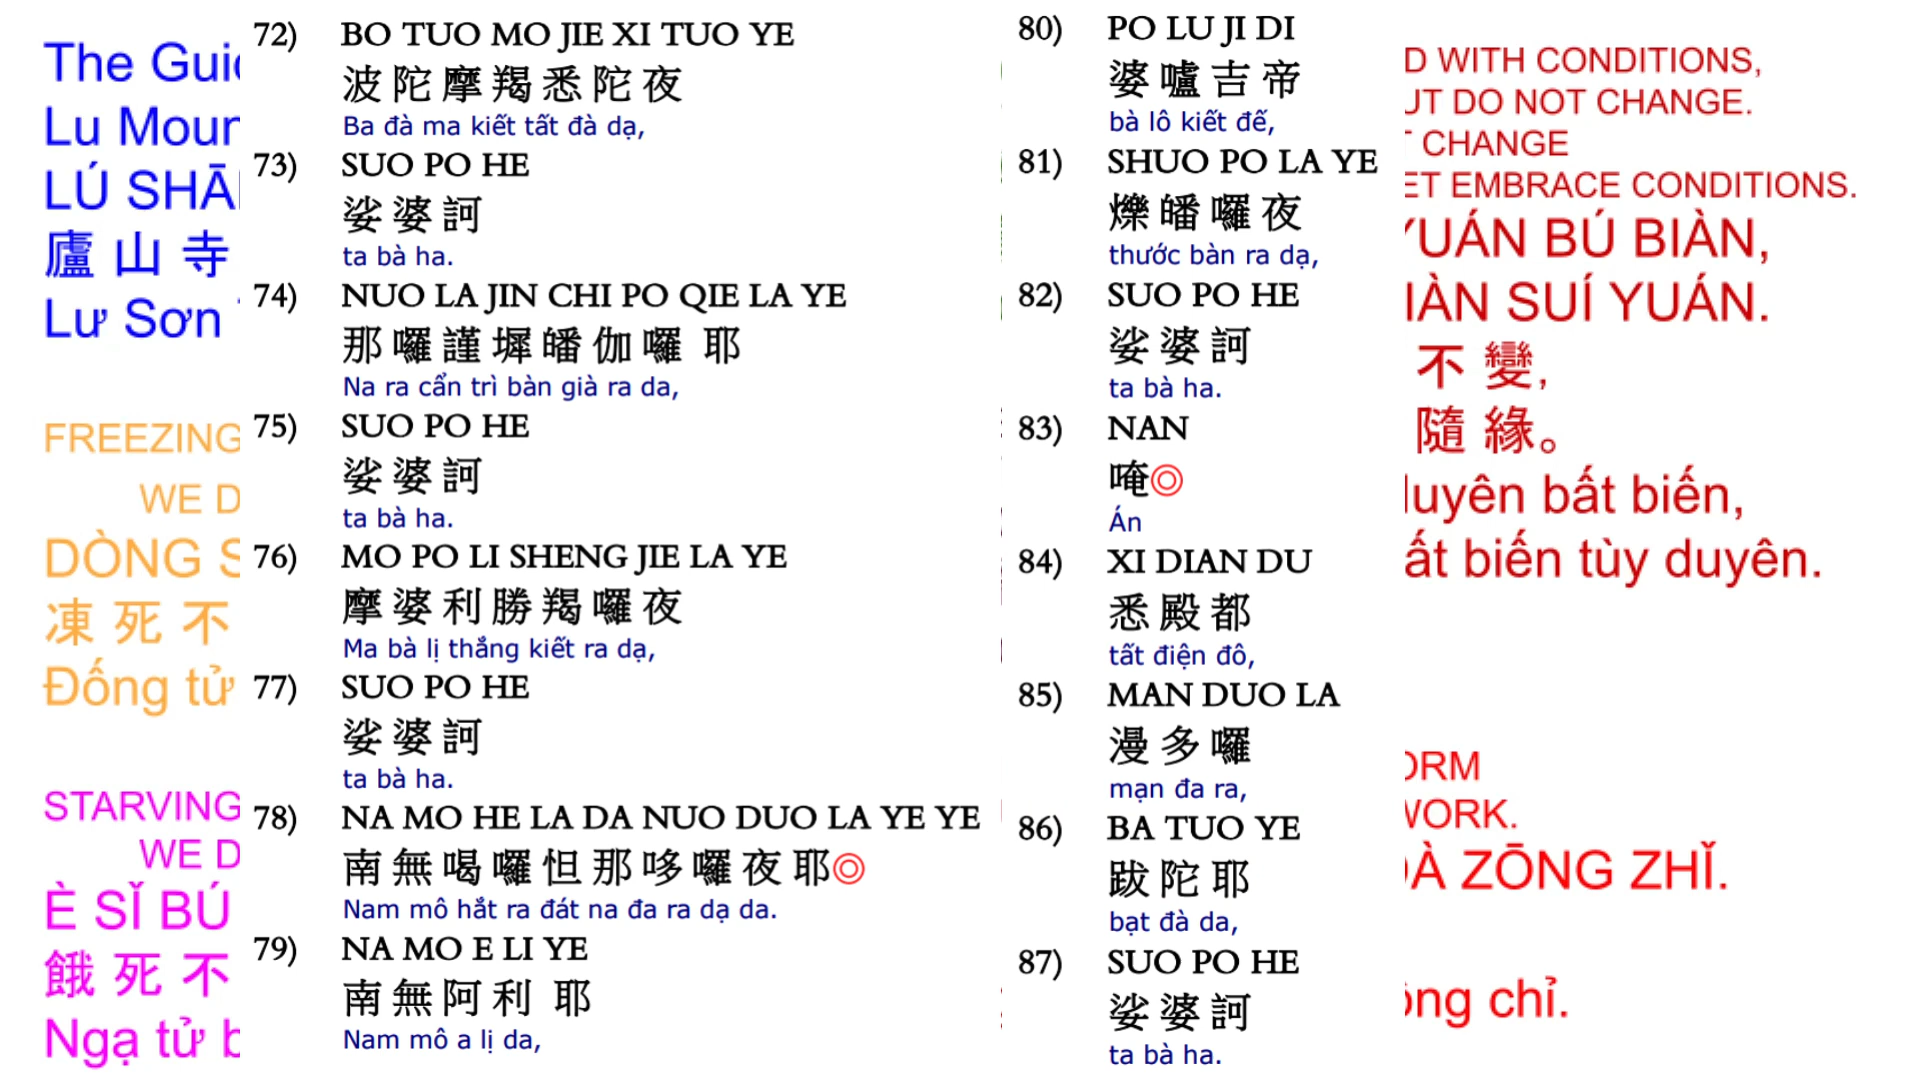 The Guid
Lu Moun
LÚ SHĀ
廬 山 寺
Lư Sơn
FREEZING
WE D
DÒNG S
凍 死 不
Đống tử
STARVING
WE D
È SǏ BÚ
餓 死 不
Ngạ tử b
72) BO TUO MO JIE XI TUO YE
波 陀 摩 羯 悉 陀 夜
Ba đà ma kiết tất đà dạ,
73) SUO PO HE
娑 婆 訶
ta bà ha.
74) NUO LA JIN CHI PO QIE LA YE
那 囉 謹 墀 皤 伽 囉 耶
Na ra cẩn trì bàn già ra da,
75) SUO PO HE
娑 婆 訶
ta bà ha.
76) MO PO LI SHENG JIE LA YE
摩 婆 利 勝 羯 囉 夜
Ma bà lị thắng kiết ra dạ,
77) SUO PO HE
娑 婆 訶
ta bà ha.
78) NA MO HE LA DA NUO DUO LA YE YE
南 無 喝 囉 怛 那 哆 囉 夜 耶◎
Nam mô hắt ra đát na đa ra dạ da.
79) NA MO E LI YE
南 無 阿 利 耶
Nam mô a lị da,
80) PO LU JI DI
婆 嚧 吉 帝
bà lô kiết đế,
81) SHUO PO LA YE
爍 皤 囉 夜
thước bàn ra dạ,
82) SUO PO HE
娑 婆 訶
ta bà ha.
83) NAN
唵◎
Án
84) XI DIAN DU
悉 殿 都
tất điện đô,
85) MAN DUO LA
漫 多 囉
mạn đa ra,
86) BA TUO YE
跋 陀 耶
bạt đà da,
87) SUO PO HE
娑 婆 訶
ta bà ha.
D WITH CONDITIONS,
UT DO NOT CHANGE.
CHANGE
ET EMBRACE CONDITIONS.
YUÁN BÚ BIÀN,
IÀN SUÍ YUÁN.
不 變,
隨 緣。
uyên bất biến,
ất biến tùy duyên.
ORM
WORK.
DÀ ZŌNG ZHǏ.
ông chỉ.